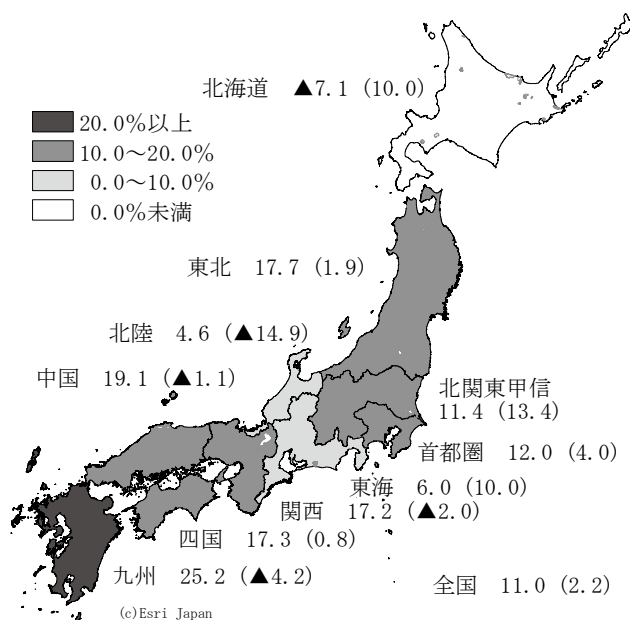 北海道　▲7.1 (10.0)
20.0%以上
10.0～20.0%
0.0～10.0%
0.0%未満
東北　17.7 (1.9)
北陸　4.6 (▲14.9)
中国　19.1 (▲1.1)
北関東甲信
11.4 (13.4)
首都圏　12.0 (4.0)
東海　6.0 (10.0)
関西　17.2 (▲2.0)
四国　17.3 (0.8)
九州　25.2 (▲4.2)
全国　11.0 (2.2)
(c)Esri Japan